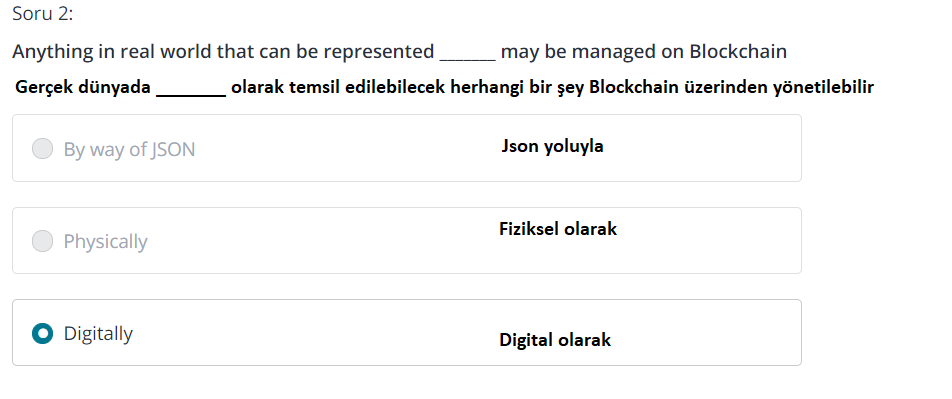 Soru 2:
Anything in real world that can be represented _______ may be managed on Blockchain
Gerçek dünyada ________ olarak temsil edilebilecek herhangi bir şey Blockchain üzerinden yönetilebilir
By way of JSON Json yoluyla
Physically Fiziksel olarak
Digitally Digital olarak